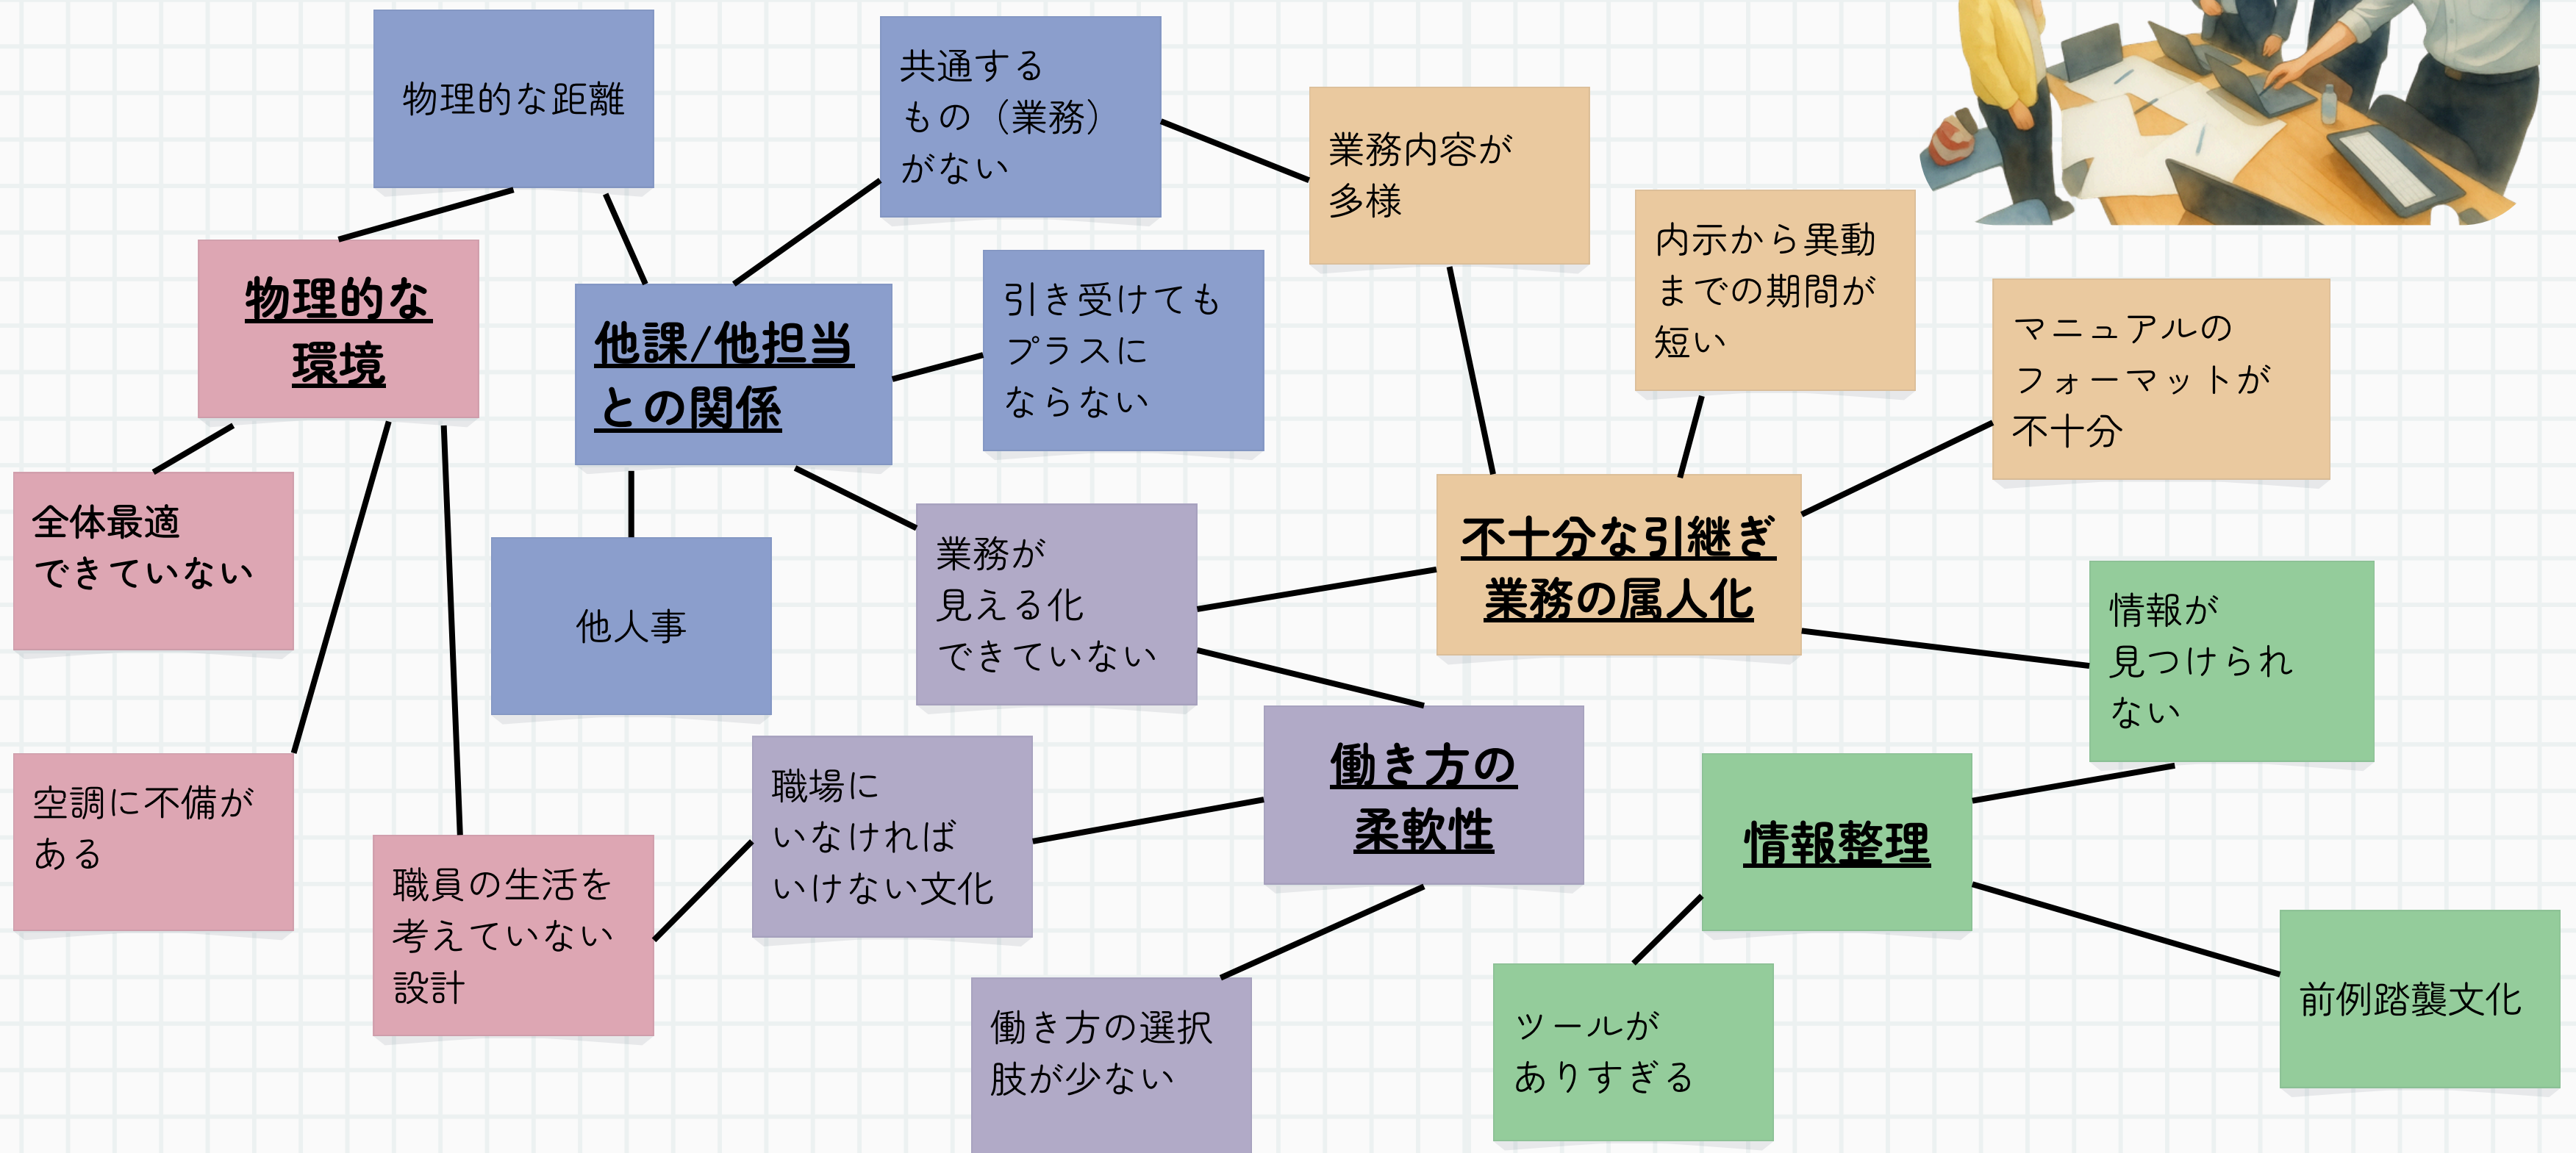 物理的な距離
共通する
もの（業務）
がない
業務内容が
多様
内示から異動
までの期間が
短い
物理的な
環境
他課/他担当
との関係
引き受けても
プラスに
ならない
マニュアルの
フォーマットが
不十分
全体最適
できていない
他人事
業務が
見える化
できていない
不十分な引継ぎ
業務の属人化
情報が
見つけられ
ない
空調に不備が
ある
職員の生活を
考えていない
設計
職場に
いなければ
いけない文化
働き方の
柔軟性
情報整理
働き方の選択
肢が少ない
ツールが
ありすぎる
前例踏襲文化